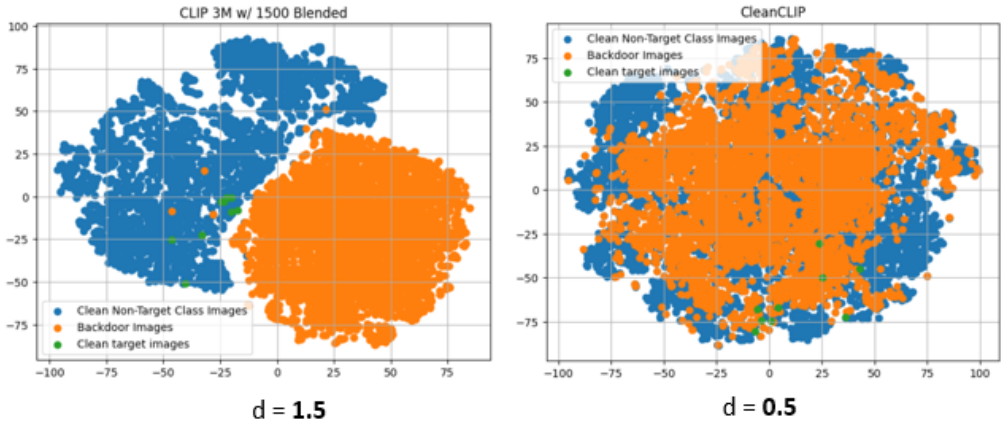 CLIP 3M w/ 1500 Blended
100
75
50
25
0
−25
−50
−75
−100 −75 −50 −25 0 25 50 75
Clean Non-Target Class Images
Backdoor Images
Clean target images
d = 1.5
CleanCLIP
75
50
25
0
−25
−50
−75
−100 −75 −50 −25 0 25 50 75 100
Clean Non-Target Class Images
Backdoor Images
Clean target images
d = 0.5